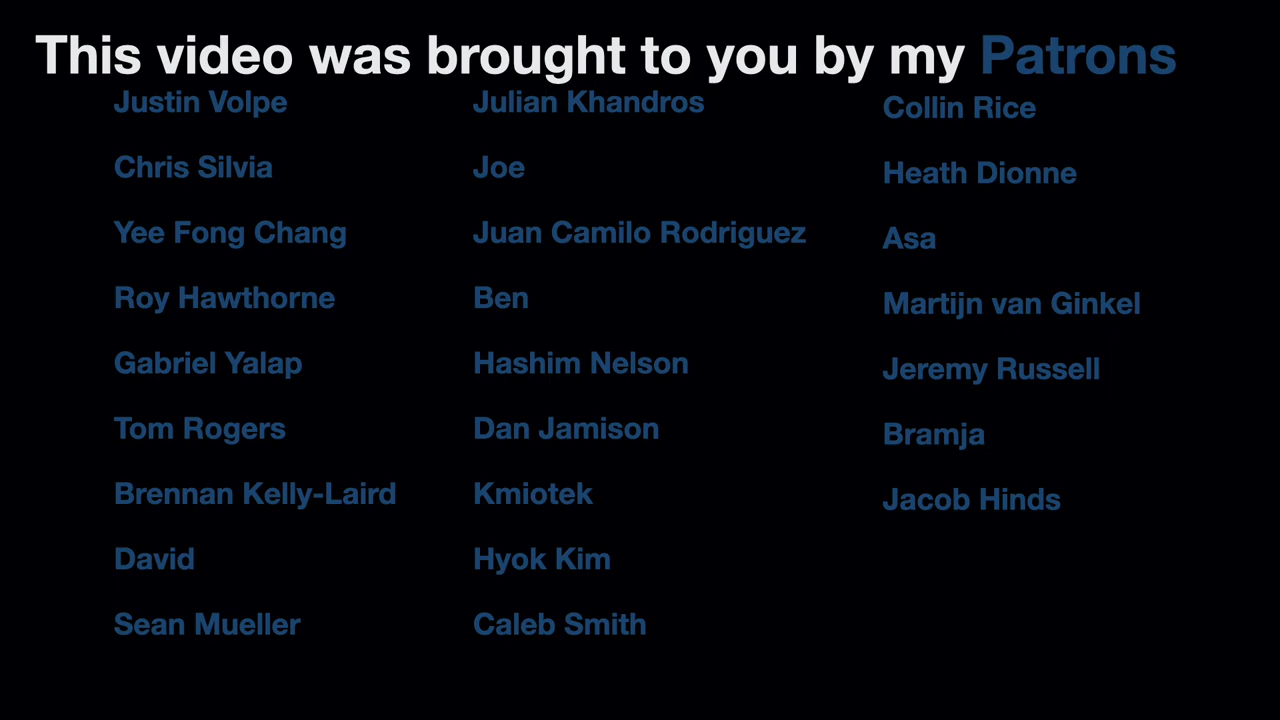 This video was brought to you by my Patrons
Justin Volpe
Chris Silvia
Yee Fong Chang
Roy Hawthorne
Gabriel Yalap
Tom Rogers
Brennan Kelly-Laird
David
Sean Mueller
Julian Khandros
Joe
Juan Camilo Rodriguez
Ben
Hashim Nelson
Dan Jamison
Kmiotek
Hyok Kim
Caleb Smith
Collin Rice
Heath Dionne
Asa
Martijn van Ginkel
Jeremy Russell
Bramja
Jacob Hinds